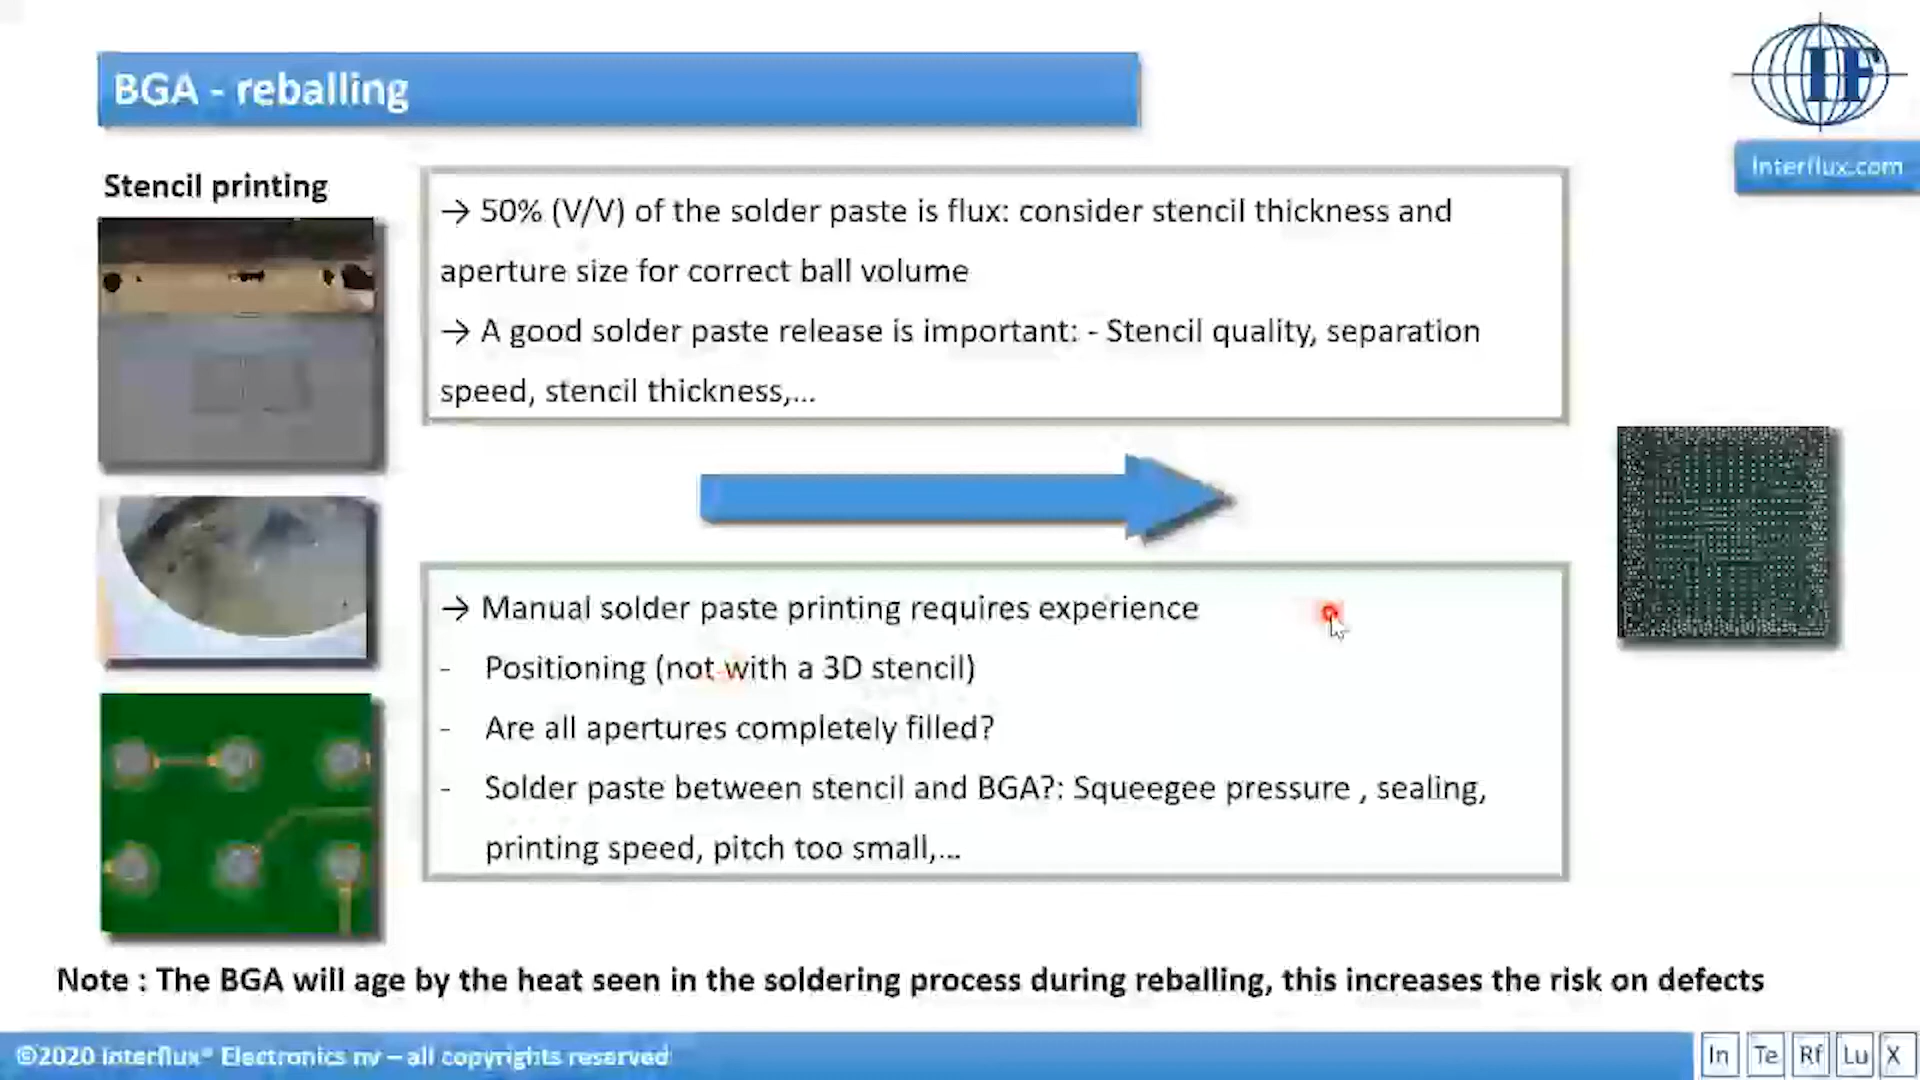 BGA - reballing
IF
Interflux.com
Stencil printing
→ 50% (V/V) of the solder paste is flux: consider stencil thickness and
aperture size for correct ball volume
→ A good solder paste release is important: - Stencil quality, separation
speed, stencil thickness,...
→ Manual solder paste printing requires experience
- Positioning (not with a 3D stencil)
- Are all apertures completely filled?
- Solder paste between stencil and BGA?: Squeegee pressure , sealing,
printing speed, pitch too small,...
Note : The BGA will age by the heat seen in the soldering process during reballing, this increases the risk on defects
©2020 Interflux® Electronics nv – all copyrights reserved
In Te Rf Lu X